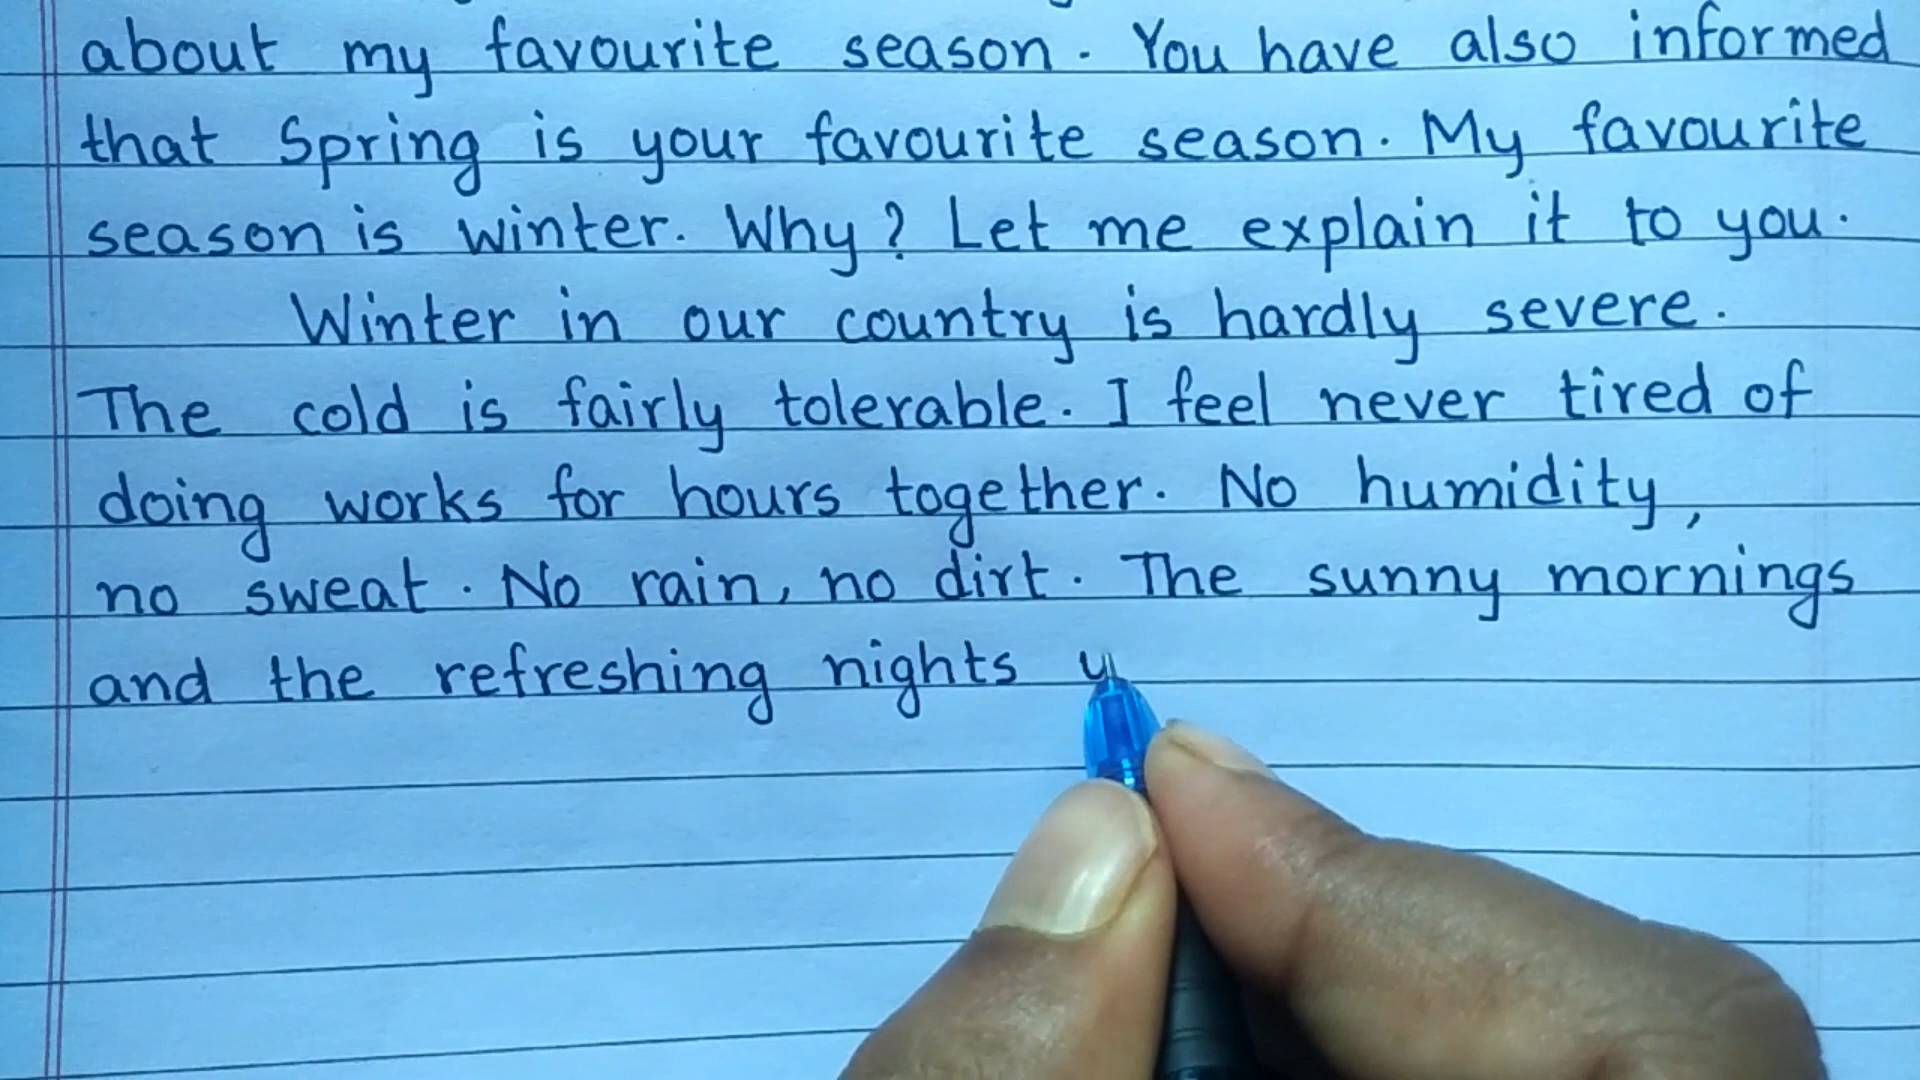 about my favourite season. You have also informed
that Spring is your favourite season. My favourite
season is winter. Why? Let me explain it to you.
Winter in our country is hardly severe.
The cold is fairly tolerable. I feel never tired of
doing works for hours together. No humidity,
no sweat. No rain, no dirt. The sunny mornings
and the refreshing nights